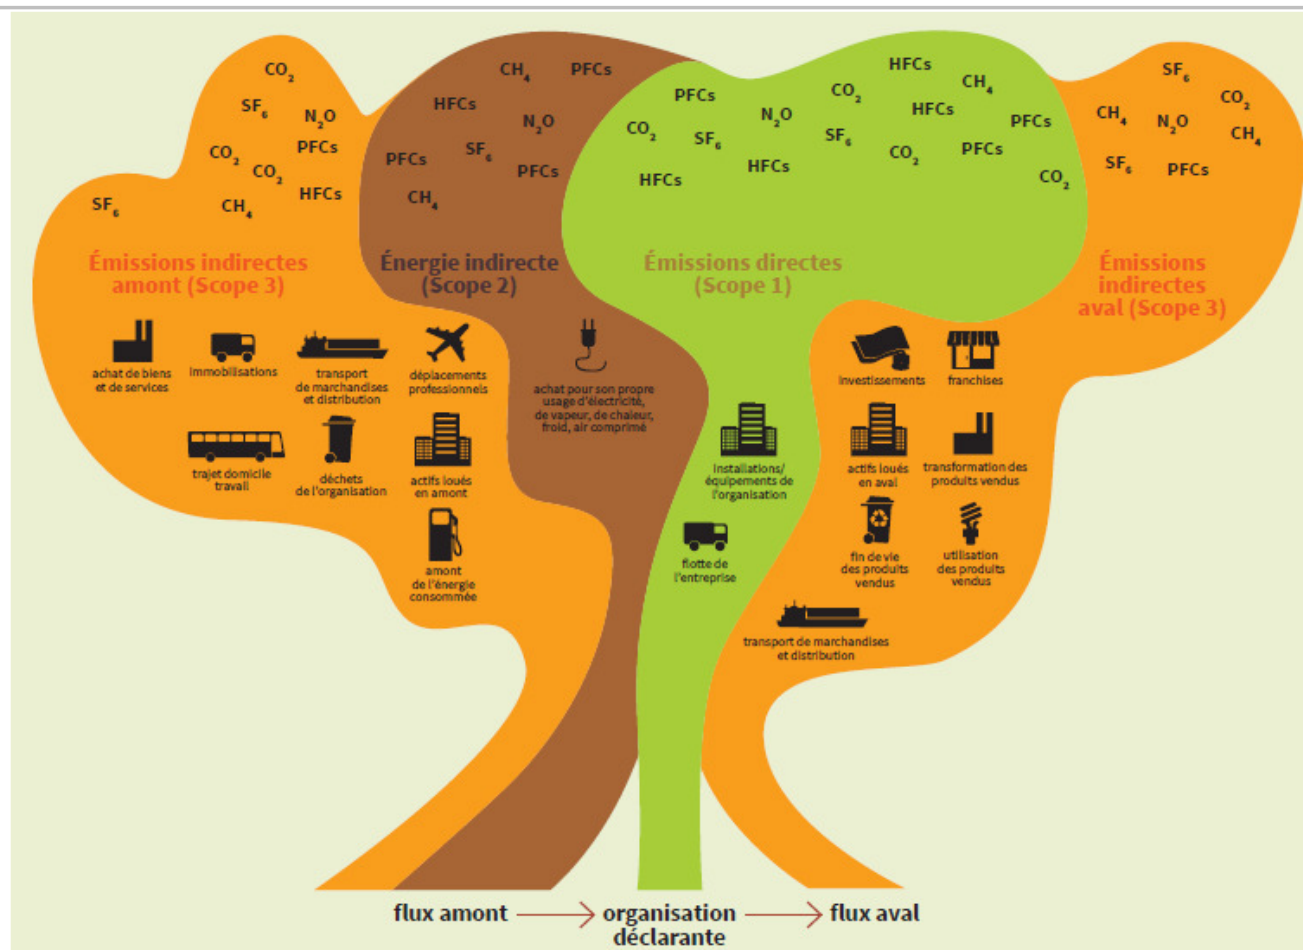 CO₂
SF₆
N₂O
CO₂
PFCs
CO₂
HFCs
SF₆
CH₄
CH₄
PFCs
HFCs
N₂O
PFCs
SF₆
PFCs
CH₄
HFCs
PFCs
CO₂
CH₄
N₂O
HFCs
CO₂
SF₆
SF₆
PFCs
HFCs
HFCs
CO₂
PFCs
CO₂
SF₆
CH₄
CO₂
N₂O
CH₄
SF₆
PFCs
Émissions indirectes
amont (Scope 3)
Énergie indirecte
(Scope 2)
Émissions directes
(Scope 1)
Émissions
indirectes
aval (Scope 3)
achat de biens
et de services
immobilisations
transport
de marchandises
et distribution
déplacements
professionnels
trajet domicile
travail
déchets
de l'organisation
actifs loués
en amont
amont
de l'énergie
consommée
achat pour son propre
usage d'électricité,
de vapeur, de chaleur,
froid, air comprimé
installations/
équipements de
l'organisation
flotte de
l'entreprise
investissements
franchises
actifs loués
en aval
transformation des
produits vendus
fin de vie
des produits
vendus
utilisation
des produits
vendus
transport de marchandises
et distribution
flux amont → organisation → flux aval
déclarante